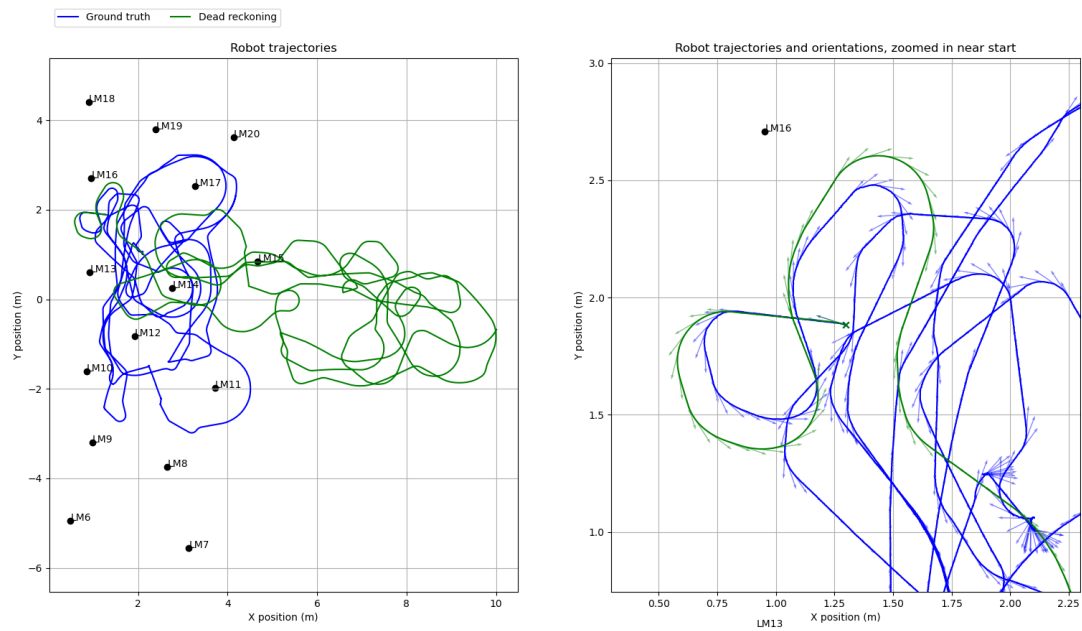 Ground truth
Dead reckoning
Robot trajectories
Y position (m)
4
2
0
−2
−4
−6
LM18
LM19
LM20
LM16
LM17
LM15
LM13
LM14
LM12
LM10
LM11
LM9
LM8
LM6
LM7
2
4
6
8
10
X position (m)
Robot trajectories and orientations, zoomed in near start
Y position (m)
3.0
2.5
2.0
1.5
1.0
LM16
0.50
0.75
1.00
1.25
1.50
1.75
2.00
2.25
X position (m)
LM13